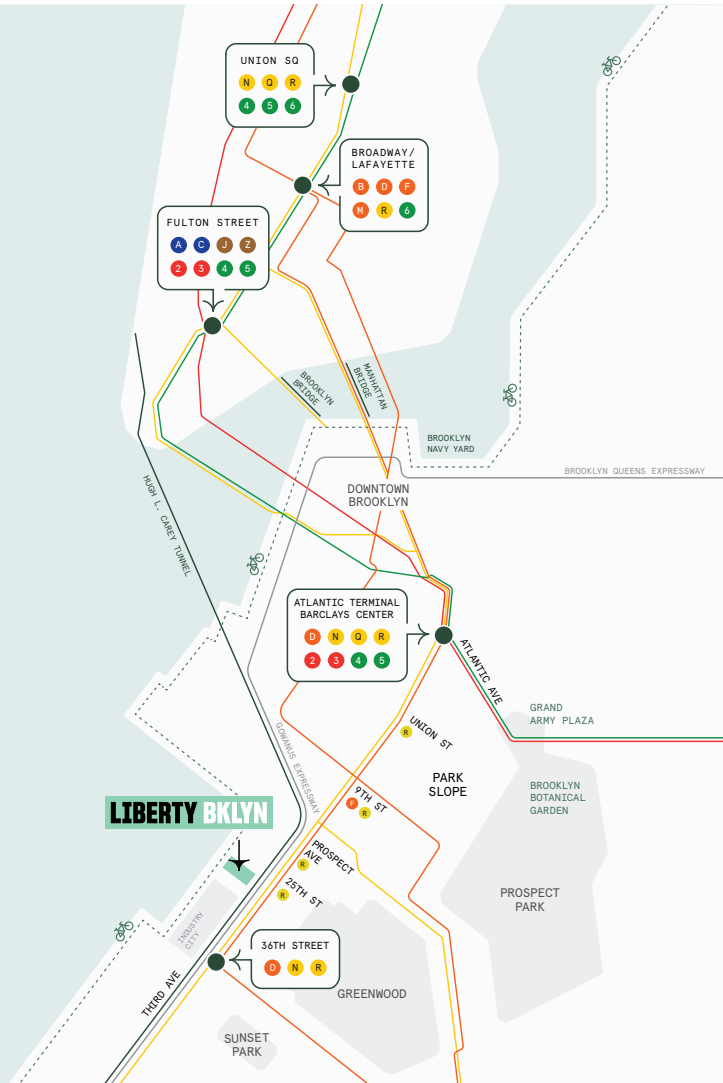 UNION SQ
N Q R
4 5 6
BROADWAY/
LAFAYETTE
B D F
M R 6
FULTON STREET
A C J Z
2 3 4 5
BROOKLYN
BRIDGE
MANHATTAN
BRIDGE
BROOKLYN
NAVY YARD
BROOKLYN QUEENS EXPRESSWAY
DOWNTOWN
BROOKLYN
HUGH L. CAREY TUNNEL
ATLANTIC TERMINAL
BARCLAYS CENTER
D N Q R
2 3 4 5
ATLANTIC AVE
GRAND
ARMY PLAZA
UNION ST
R
GOWANUS EXPRESSWAY
PARK
SLOPE
BROOKLYN
BOTANICAL
GARDEN
9TH ST
F R
LIBERTY BKLYN
PROSPECT
AVE
R
25TH ST
R
PROSPECT
PARK
INDUSTRY
CITY
36TH STREET
D N R
THIRD AVE
GREENWOOD
SUNSET
PARK